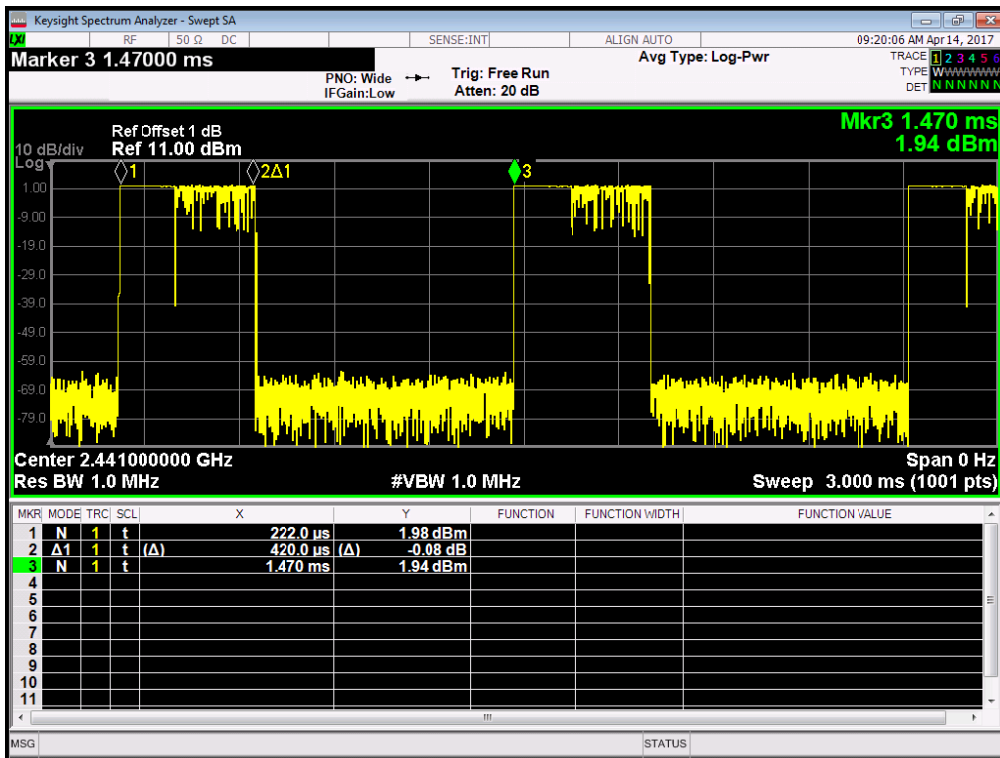 Keysight Spectrum Analyzer - Swept SA
LXI RF 50 Ω DC SENSE:INT ALIGN AUTO 09:20:06 AM Apr 14, 2017
Marker 3 1.47000 ms
PNO: Wide
IFGain:Low
Trig: Free Run
Atten: 20 dB
Avg Type: Log-Pwr
TRACE 1 2 3 4 5 6
TYPE WWWWWW
DET N N N N N N
Mkr3 1.470 ms
1.94 dBm
Ref Offset 1 dB
10 dB/div Ref 11.00 dBm
Log
1 2Δ1 3
1.00
-9.00
-19.0
-29.0
-39.0
-49.0
-59.0
-69.0
-79.0
Center 2.441000000 GHz Span 0 Hz
Res BW 1.0 MHz #VBW 1.0 MHz Sweep 3.000 ms (1001 pts)
MKR MODE TRC SCL X Y FUNCTION FUNCTION WIDTH FUNCTION VALUE
1 N 1 t 222.0 µs 1.98 dBm
2 Δ1 1 t (Δ) 420.0 µs (Δ) -0.08 dB
3 N 1 t 1.470 ms 1.94 dBm
4
5
6
7
8
9
10
11
MSG STATUS